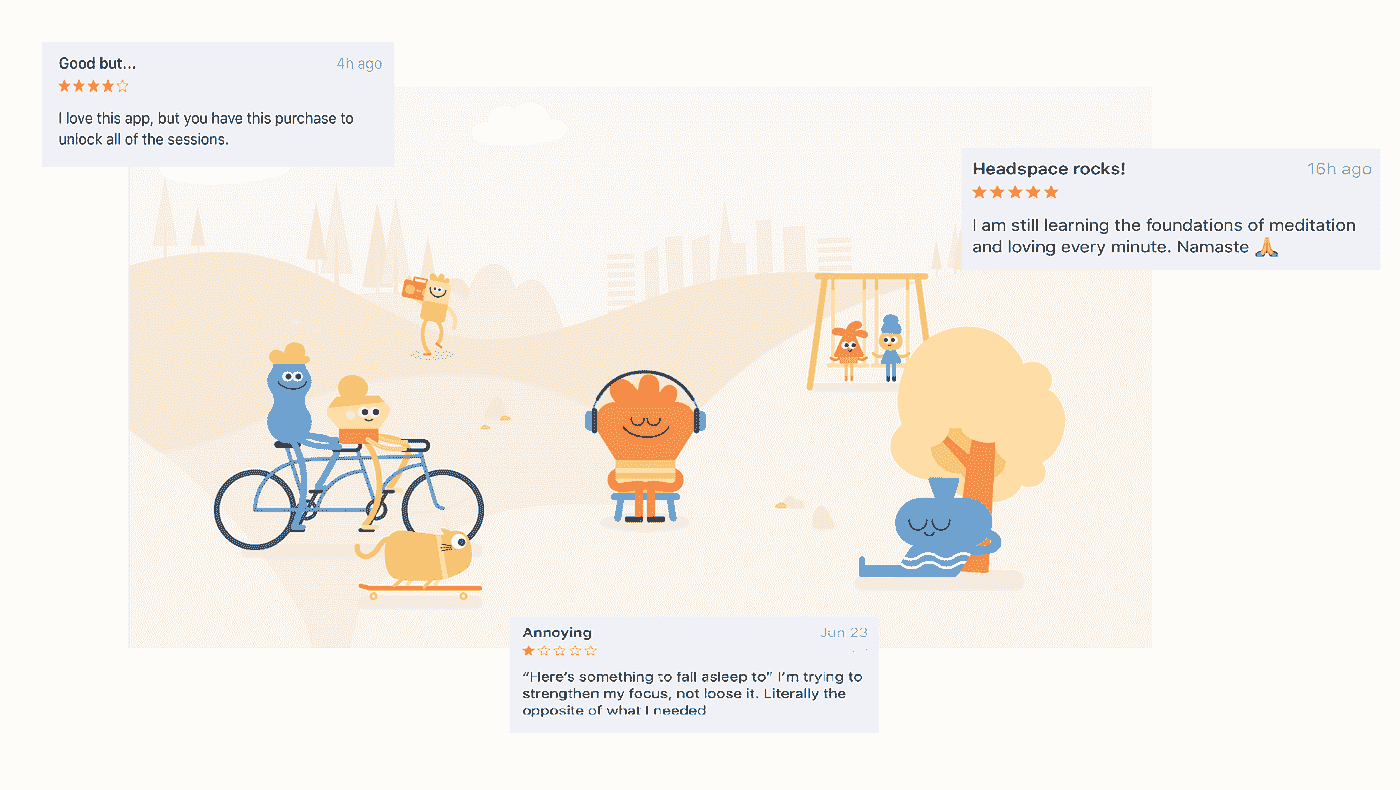 Good but...
4h ago
I love this app, but you have this purchase to
unlock all of the sessions.
Headspace rocks!
16h ago
I am still learning the foundations of meditation
and loving every minute. Namaste 🙏
Annoying
Jun 23
“Here’s something to fall asleep to” I’m trying to
strengthen my focus, not loose it. Literally the
opposite of what I needed